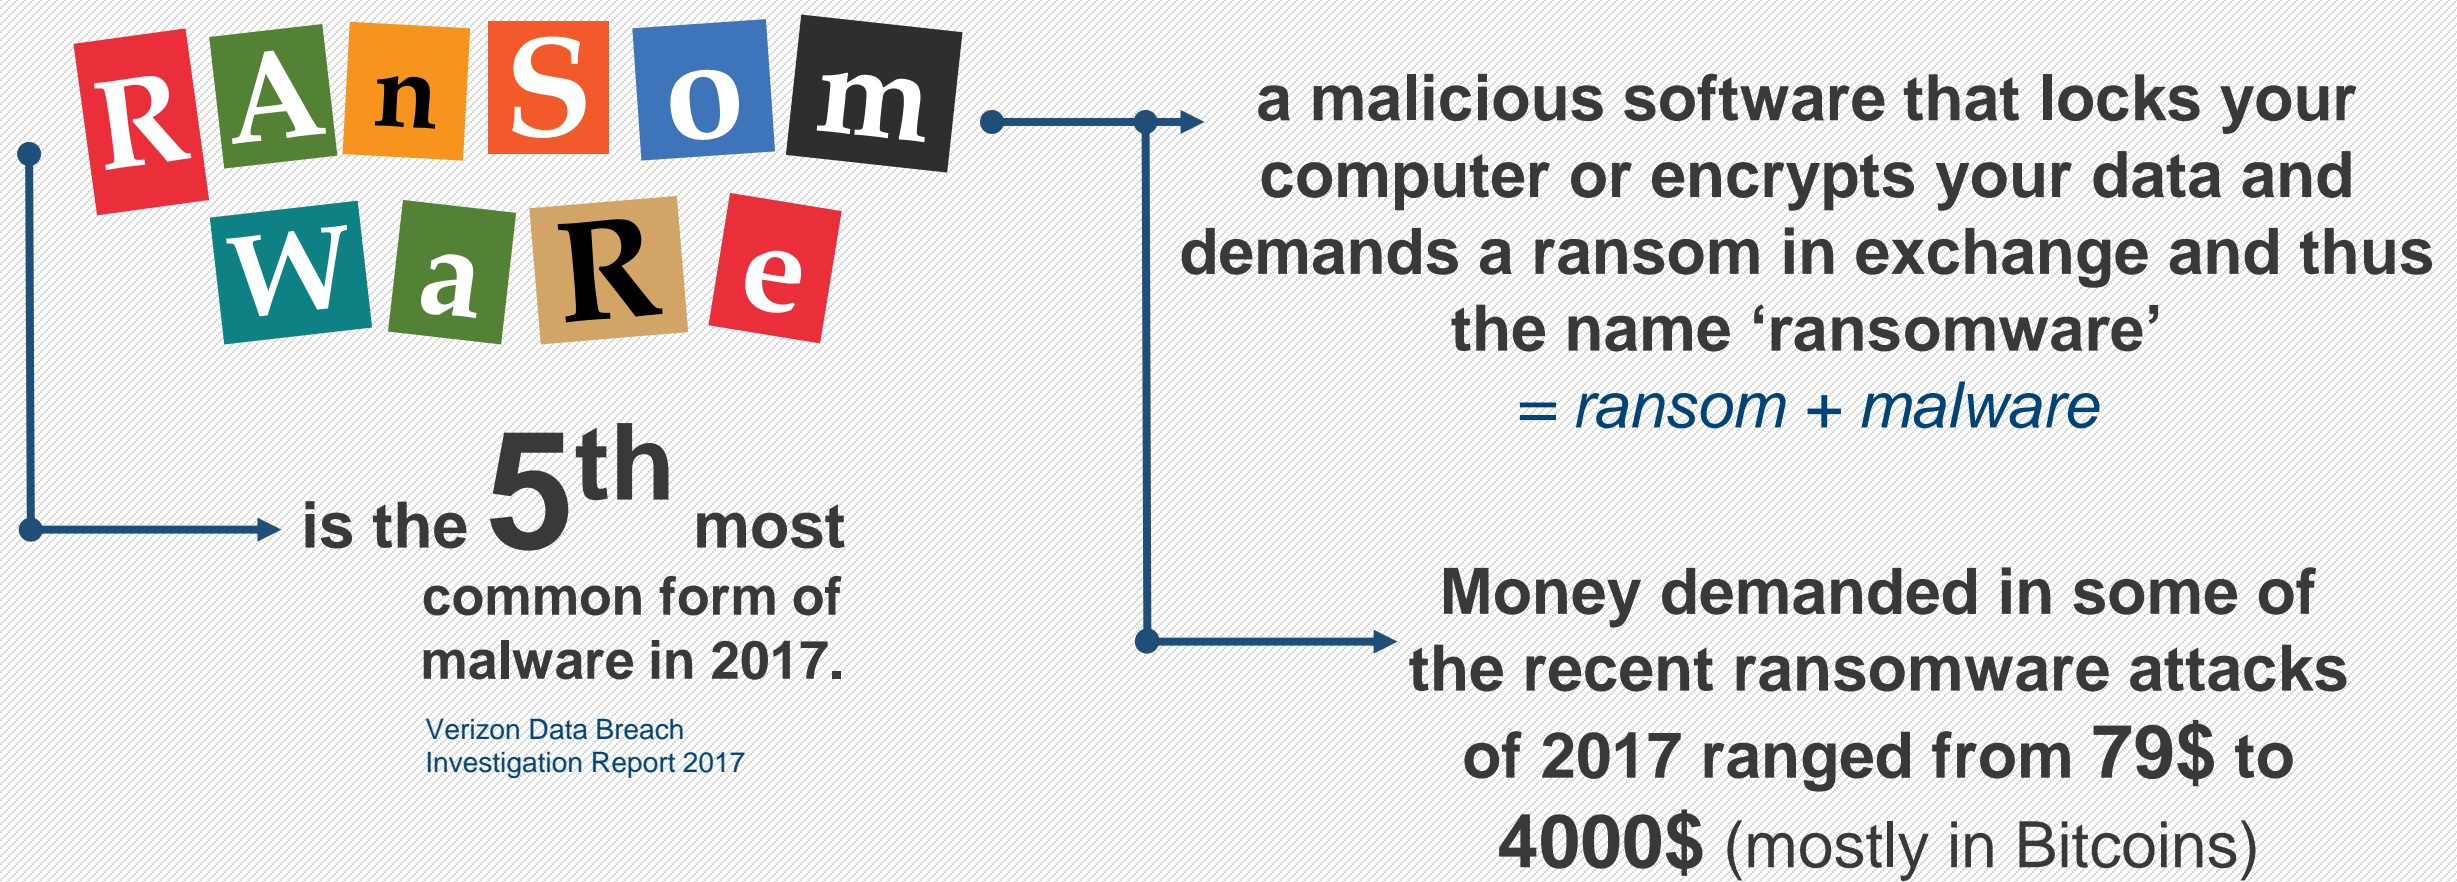 RAnSom
WaRe
is the 5th most
common form of
malware in 2017.
Verizon Data Breach
Investigation Report 2017
a malicious software that locks your
computer or encrypts your data and
demands a ransom in exchange and thus
the name ‘ransomware’
= ransom + malware
Money demanded in some of
the recent ransomware attacks
of 2017 ranged from 79$ to
4000$ (mostly in Bitcoins)